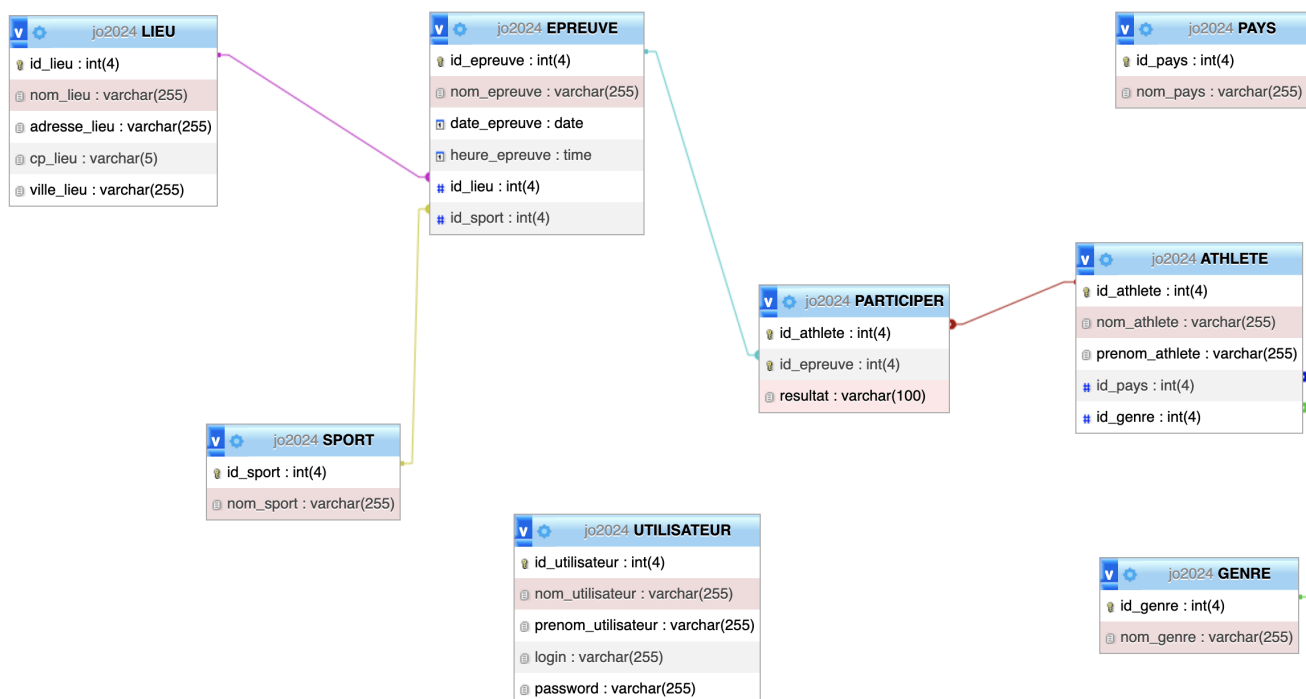 jo2024 LIEU
id_lieu : int(4)
nom_lieu : varchar(255)
adresse_lieu : varchar(255)
cp_lieu : varchar(5)
ville_lieu : varchar(255)
jo2024 EPREUVE
id_epreuve : int(4)
nom_epreuve : varchar(255)
date_epreuve : date
heure_epreuve : time
id_lieu : int(4)
id_sport : int(4)
jo2024 PAYS
id_pays : int(4)
nom_pays : varchar(255)
jo2024 PARTICIPER
id_athlete : int(4)
id_epreuve : int(4)
resultat : varchar(100)
jo2024 ATHLETE
id_athlete : int(4)
nom_athlete : varchar(255)
prenom_athlete : varchar(255)
id_pays : int(4)
id_genre : int(4)
jo2024 SPORT
id_sport : int(4)
nom_sport : varchar(255)
jo2024 UTILISATEUR
id_utilisateur : int(4)
nom_utilisateur : varchar(255)
prenom_utilisateur : varchar(255)
login : varchar(255)
password : varchar(255)
jo2024 GENRE
id_genre : int(4)
nom_genre : varchar(255)